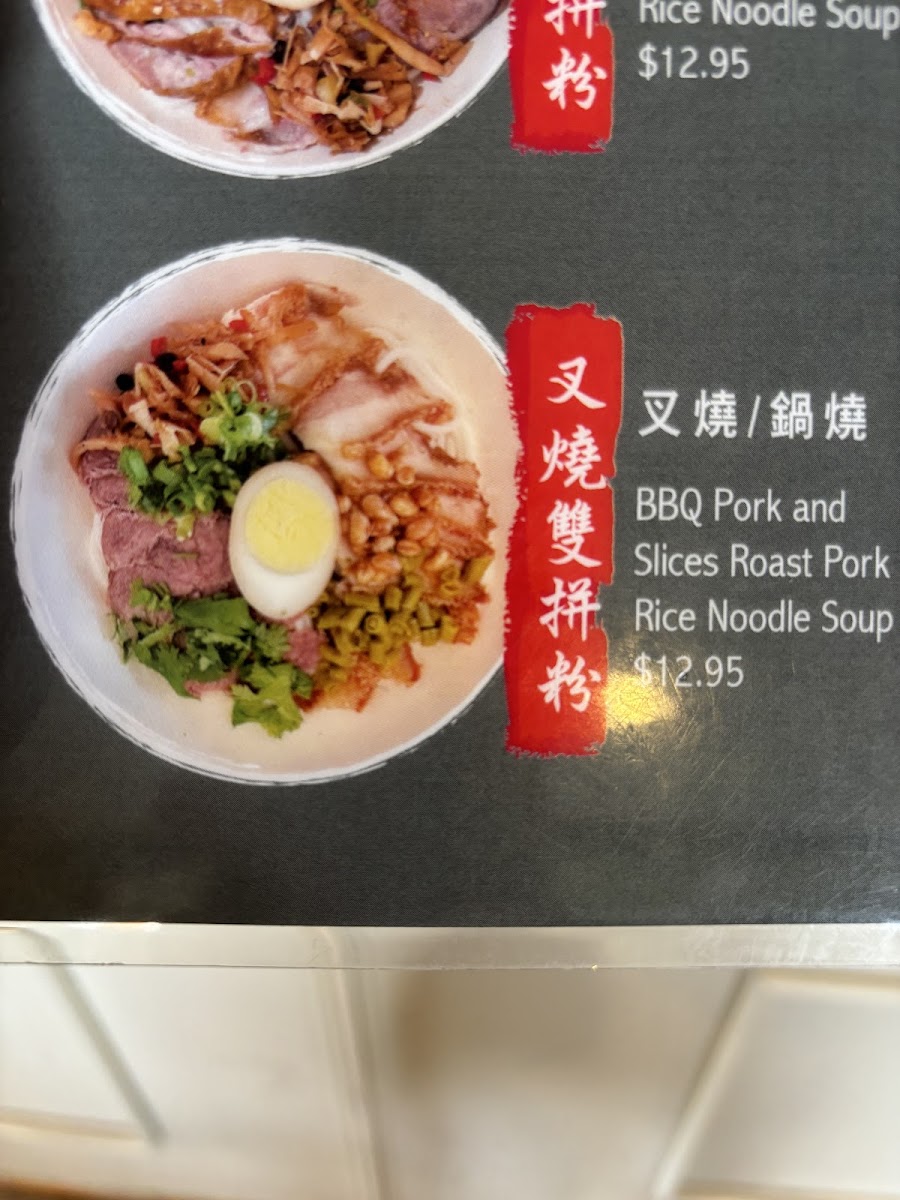 拼粉
Rice Noodle Soup
$12.95
叉燒雙拼粉
叉燒/鍋燒
BBQ Pork and
Slices Roast Pork
Rice Noodle Soup
$12.95